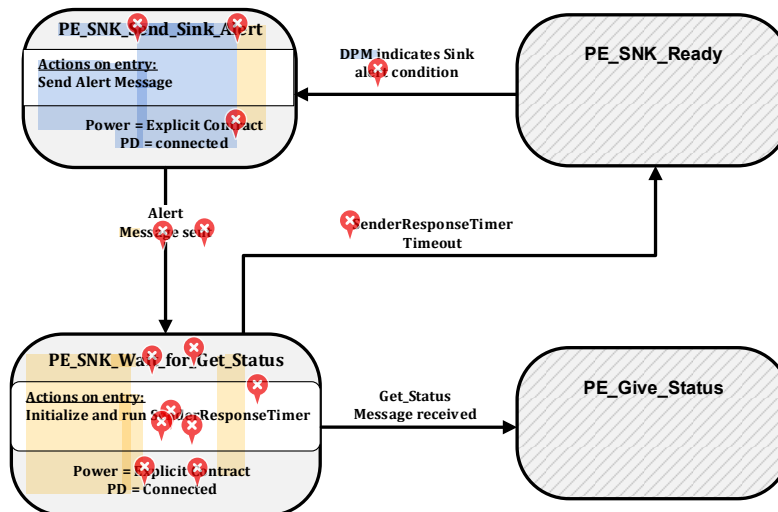 PE_SNK_Send_Sink_Alert
Actions on entry:
Send Alert Message
Power = Explicit Contract
PD = connected
DPM indicates Sink
alert condition
PE_SNK_Ready
Alert
Message sent
SenderResponseTimer
Timeout
PE_SNK_Wait_for_Get_Status
Actions on entry:
Initialize and run SenderResponseTimer
Power = Explicit Contract
PD = Connected
Get_Status
Message received
PE_Give_Status